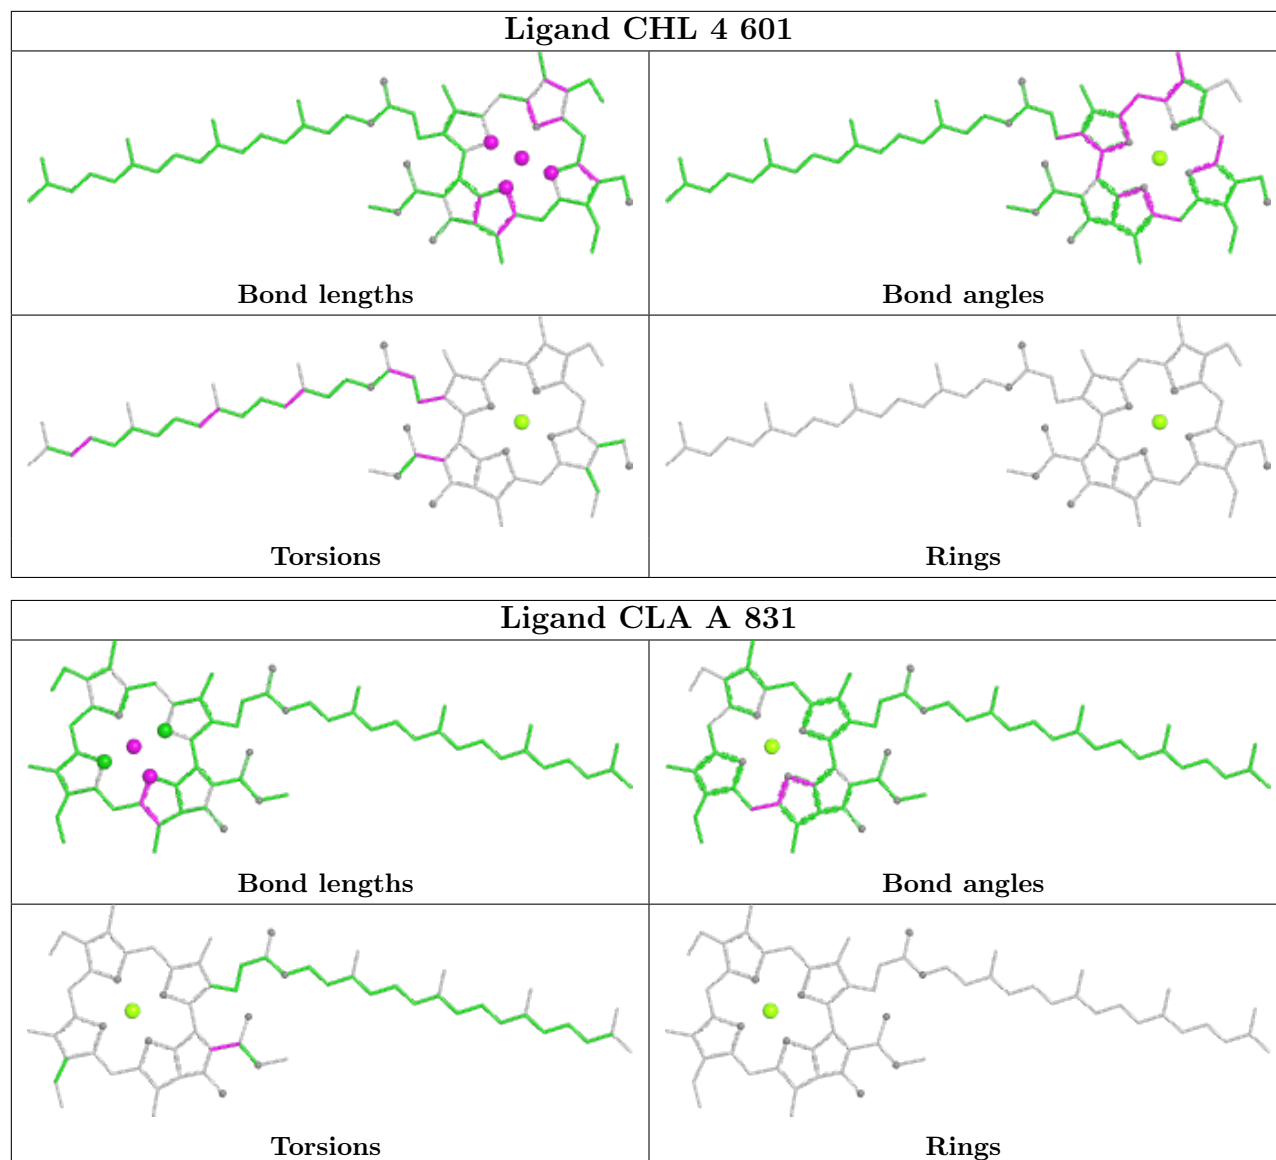 Ligand CHL 4 601
Bond lengths
Bond angles
Torsions
Rings
Ligand CLA A 831
Bond lengths
Bond angles
Torsions
Rings